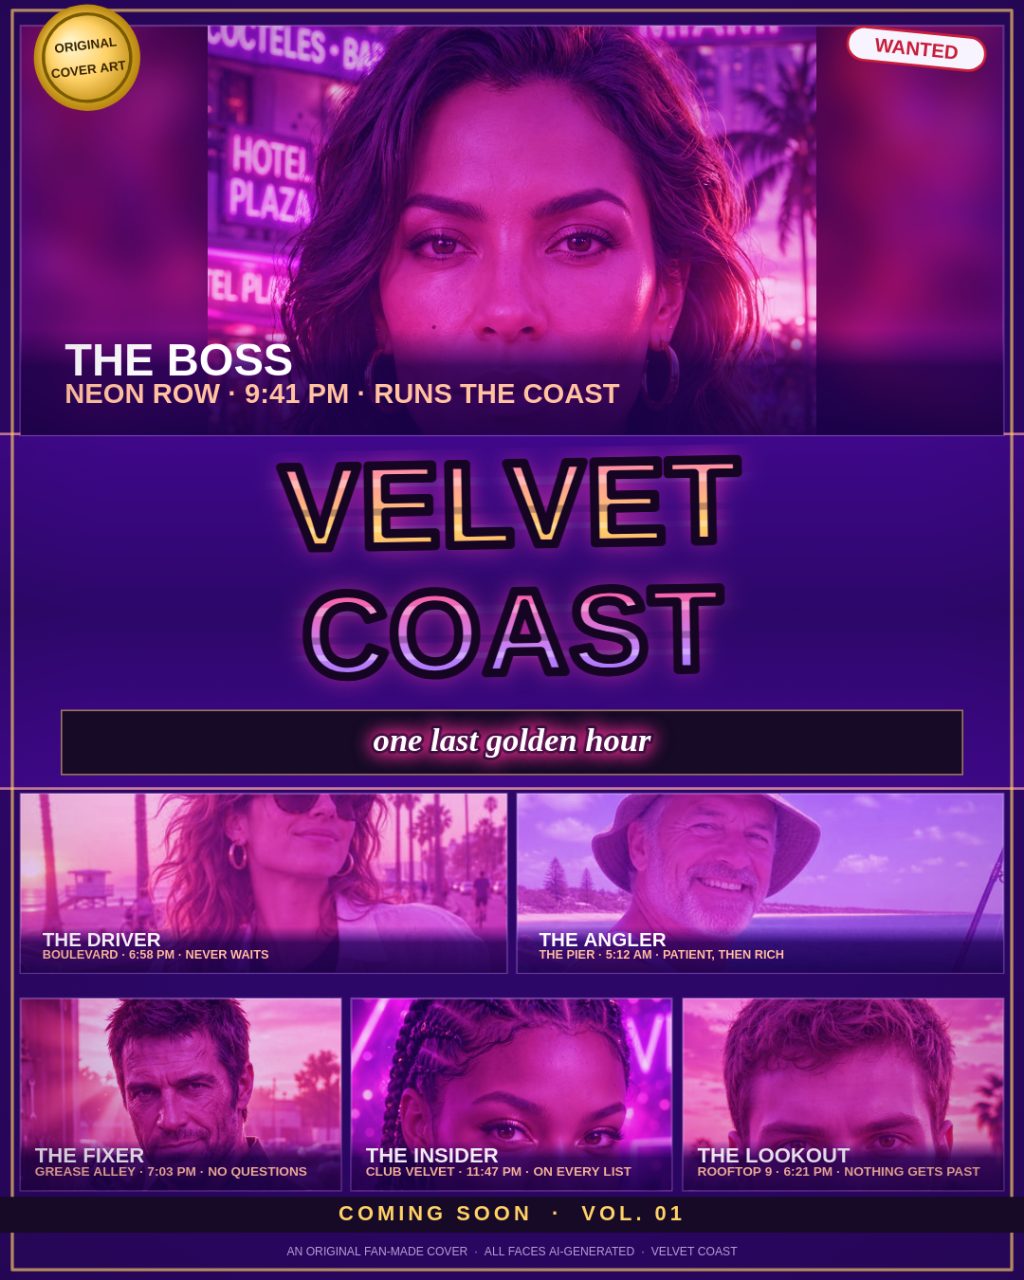 ORIGINAL
COVER ART
WANTED
COCTELES • BAR
HOTEL
PLAZA
THE BOSS
NEON ROW · 9:41 PM · RUNS THE COAST
VELVET
COAST
one last golden hour
THE DRIVER
BOULEVARD · 6:58 PM · NEVER WAITS
THE ANGLER
THE PIER · 5:12 AM · PATIENT, THEN RICH
THE FIXER
GREASE ALLEY · 7:03 PM · NO QUESTIONS
THE INSIDER
CLUB VELVET · 11:47 PM · ON EVERY LIST
THE LOOKOUT
ROOFTOP 9 · 6:21 PM · NOTHING GETS PAST
COMING SOON · VOL. 01
AN ORIGINAL FAN-MADE COVER · ALL FACES AI-GENERATED · VELVET COAST